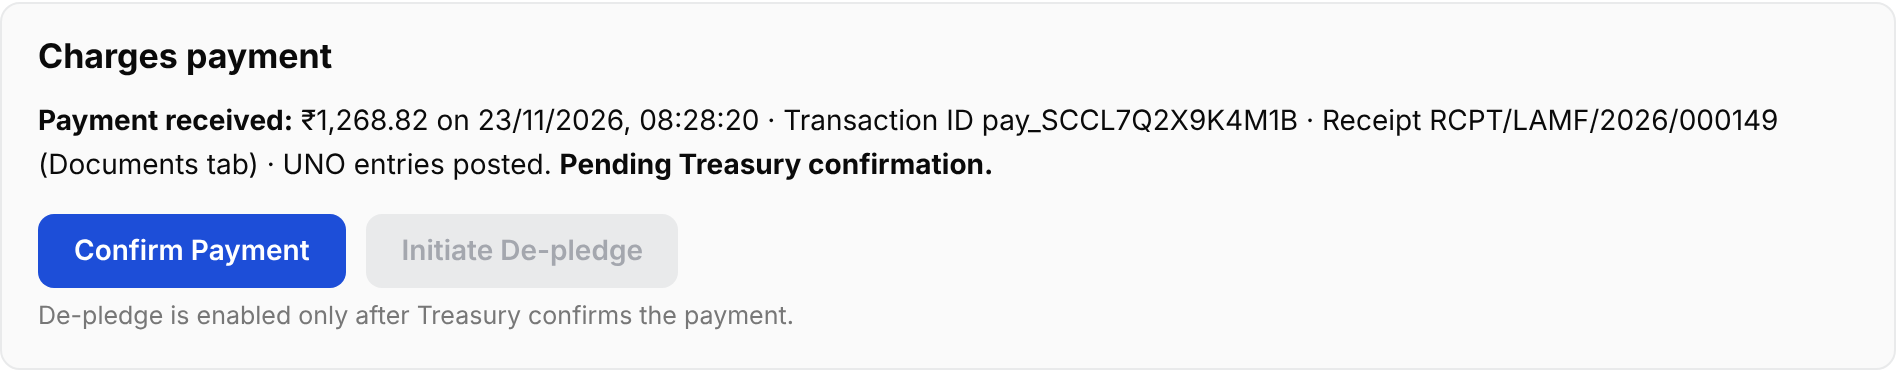 Charges payment
Payment received: ₹1,268.82 on 23/11/2026, 08:28:20 · Transaction ID pay_SCCL7Q2X9K4M1B · Receipt RCPT/LAMF/2026/000149
(Documents tab) · UNO entries posted. Pending Treasury confirmation.
Confirm Payment Initiate De-pledge
De-pledge is enabled only after Treasury confirms the payment.